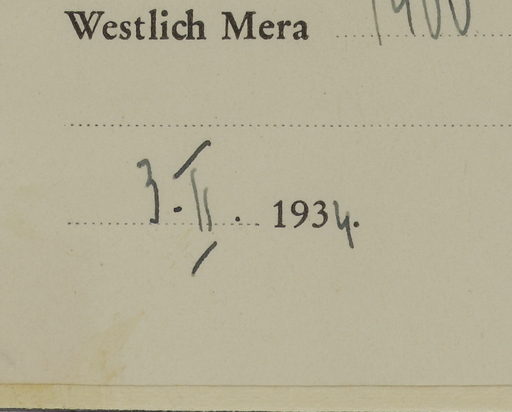 Westlich Mera 1900
3. II. 1934.